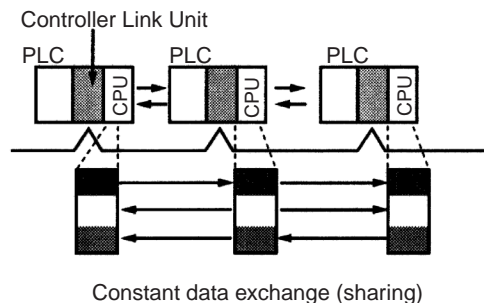 Controller Link Unit
PLC PLC PLC
CPU CPU CPU
Constant data exchange (sharing)